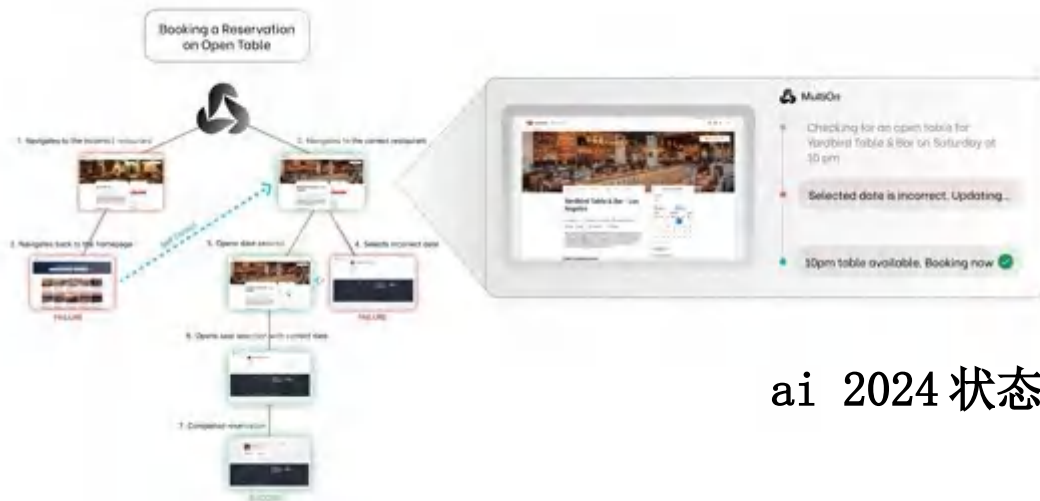 Booking a Reservation
on Open Table
1. Navigates to the incorrect restaurant
2. Navigates to the correct restaurant
3. Navigates back to the homepage
Self Correct
5. Opens date selector
4. Selects incorrect date
FAILURE
FAILURE
6. Opens seat selection with correct date
7. Completes reservation
SUCCESS
MultiOn
Checking for an open table for
Yardbird Table & Bar on Saturday at
10 pm
Selected date is incorrect. Updating...
10pm table available. Booking now
Yardbird Table & Bar - Los
Angeles
ai 2024 状态